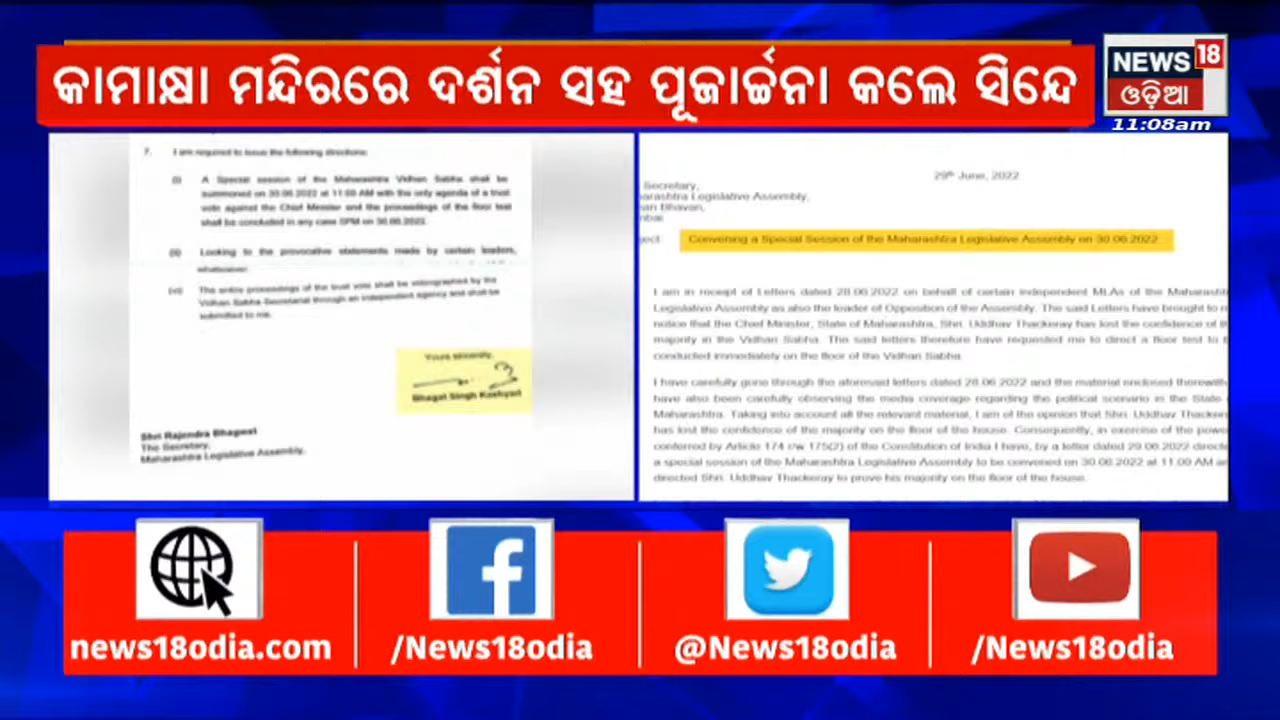 କାମାକ୍ଷା ମନ୍ଦିରରେ ଦର୍ଶନ ସହ ପୂଜାର୍ଚ୍ଚନା କଲେ ସିନ୍ଦେ
NEWS 18
ଓଡ଼ିଆ
11:08am
7. I am required to issue the following directions:
(i) A Special session of the Maharashtra Vidhan Sabha shall be
summoned on 30.06.2022 at 11:00 AM with the only agenda of a trust
vote against the Chief Minister and the proceedings of the floor test
shall be concluded in any case 5PM on 30.06.2022.
(ii) Looking to the provocative statements made by certain leaders,
whatsoever.
(vi) The entire proceedings of the trust vote shall be videographed by the
Vidhan Sabha Secretariat through an independent agency and shall be
submitted to me.
Yours sincerely,
Bhagat Singh Koshyari
Shri Rajendra Bhagwat
The Secretary,
Maharashtra Legislative Assembly,
29th June, 2022
Secretary,
arashtra Legislative Assembly,
an Bhavan,
nbai
ject Convening a Special Session of the Maharashtra Legislative Assembly on 30.06.2022
I am in receipt of Letters dated 28.06.2022 on behalf of certain independent MLAs of the Maharasht
Legislative Assembly as also the leader of Opposition of the Assembly. The said Letters have brought to m
notice that the Chief Minister, State of Maharashtra, Shri. Uddhav Thackeray has lost the confidence of th
majority in the Vidhan Sabha. The said letters therefore have requested me to direct a floor test to b
conducted immediately on the floor of the Vidhan Sabha.
I have carefully gone through the aforesaid letters dated 28.06.2022 and the material enclosed therewith
have also been carefully observing the media coverage regarding the political scenario in the State
Maharashtra. Taking into account all the relevant material, I am of the opinion that Shri. Uddhav Thackera
has lost the confidence of the majority on the floor of the house. Consequently, in exercise of the power
conferred by Article 174 r/w 175(2) of the Constitution of India I have, by a letter dated 29.06.2022 directe
a special session of the Maharashtra Legislative Assembly to be convened on 30.06.2022 at 11.00 AM an
directed Shri. Uddhav Thackeray to prove his majority on the floor of the house.
news18odia.com
/News18odia
@News18odia
/News18odia